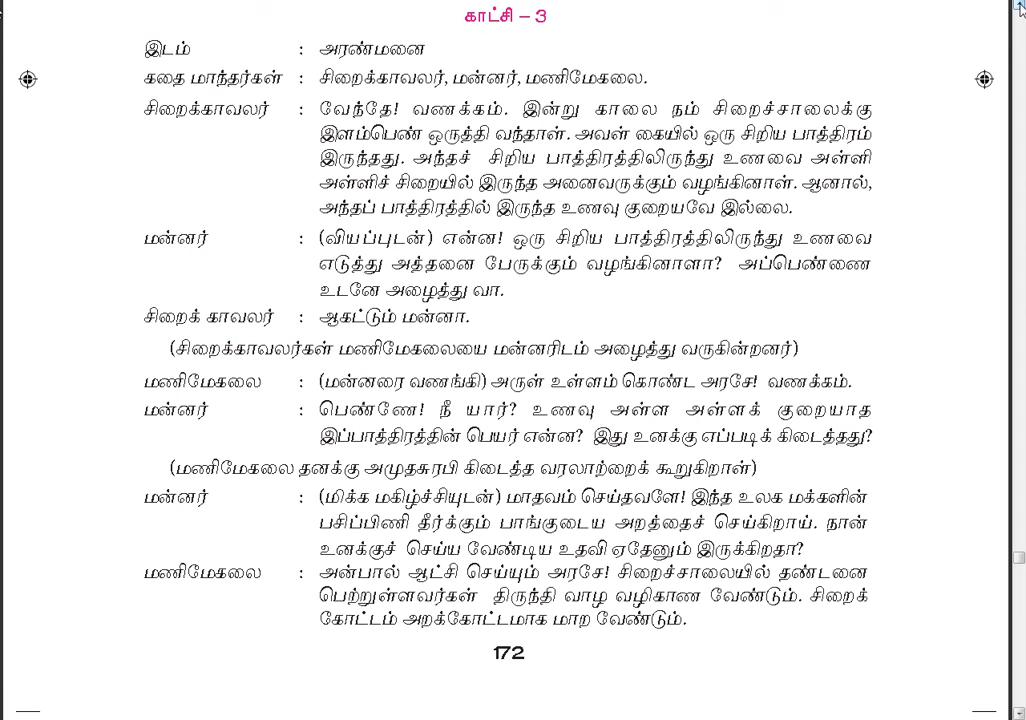 காட்சி – 3
இடம் : அரண்மனை
கதை மாந்தர்கள் : சிறைக்காவலர், மன்னர், மணிமேகலை.
சிறைக்காவலர் : வேந்தே! வணக்கம். இன்று காலை நம் சிறைச்சாலைக்கு
இளம்பெண் ஒருத்தி வந்தாள். அவள் கையில் ஒரு சிறிய பாத்திரம்
இருந்தது. அந்தச் சிறிய பாத்திரத்திலிருந்து உணவை அள்ளி
அள்ளிச் சிறையில் இருந்த அனைவருக்கும் வழங்கினாள். ஆனால்,
அந்தப் பாத்திரத்தில் இருந்த உணவு குறையவே இல்லை.
மன்னர் : (வியப்புடன்) என்ன! ஒரு சிறிய பாத்திரத்திலிருந்து உணவை
எடுத்து அத்தனை பேருக்கும் வழங்கினாளா? அப்பெண்ணை
உடனே அழைத்து வா.
சிறைக் காவலர் : ஆகட்டும் மன்னா.
(சிறைக்காவலர்கள் மணிமேகலையை மன்னரிடம் அழைத்து வருகின்றனர்)
மணிமேகலை : (மன்னரை வணங்கி) அருள் உள்ளம் கொண்ட அரசே! வணக்கம்.
மன்னர் : பெண்ணே! நீ யார்? உணவு அள்ள அள்ளக் குறையாத
இப்பாத்திரத்தின் பெயர் என்ன? இது உனக்கு எப்படிக் கிடைத்தது?
(மணிமேகலை தனக்கு அமுதசுரபி கிடைத்த வரலாற்றைக் கூறுகிறாள்)
மன்னர் : (மிக்க மகிழ்ச்சியுடன்) மாதவம் செய்தவளே! இந்த உலக மக்களின்
பசிப்பிணி தீர்க்கும் பாங்குடைய அறத்தைச் செய்கிறாய். நான்
உனக்குச் செய்ய வேண்டிய உதவி ஏதேனும் இருக்கிறதா?
மணிமேகலை : அன்பால் ஆட்சி செய்யும் அரசே! சிறைச்சாலையில் தண்டனை
பெற்றுள்ளவர்கள் திருந்தி வாழ வழிகாண வேண்டும். சிறைக்
கோட்டம் அறக்கோட்டமாக மாற வேண்டும்.
172